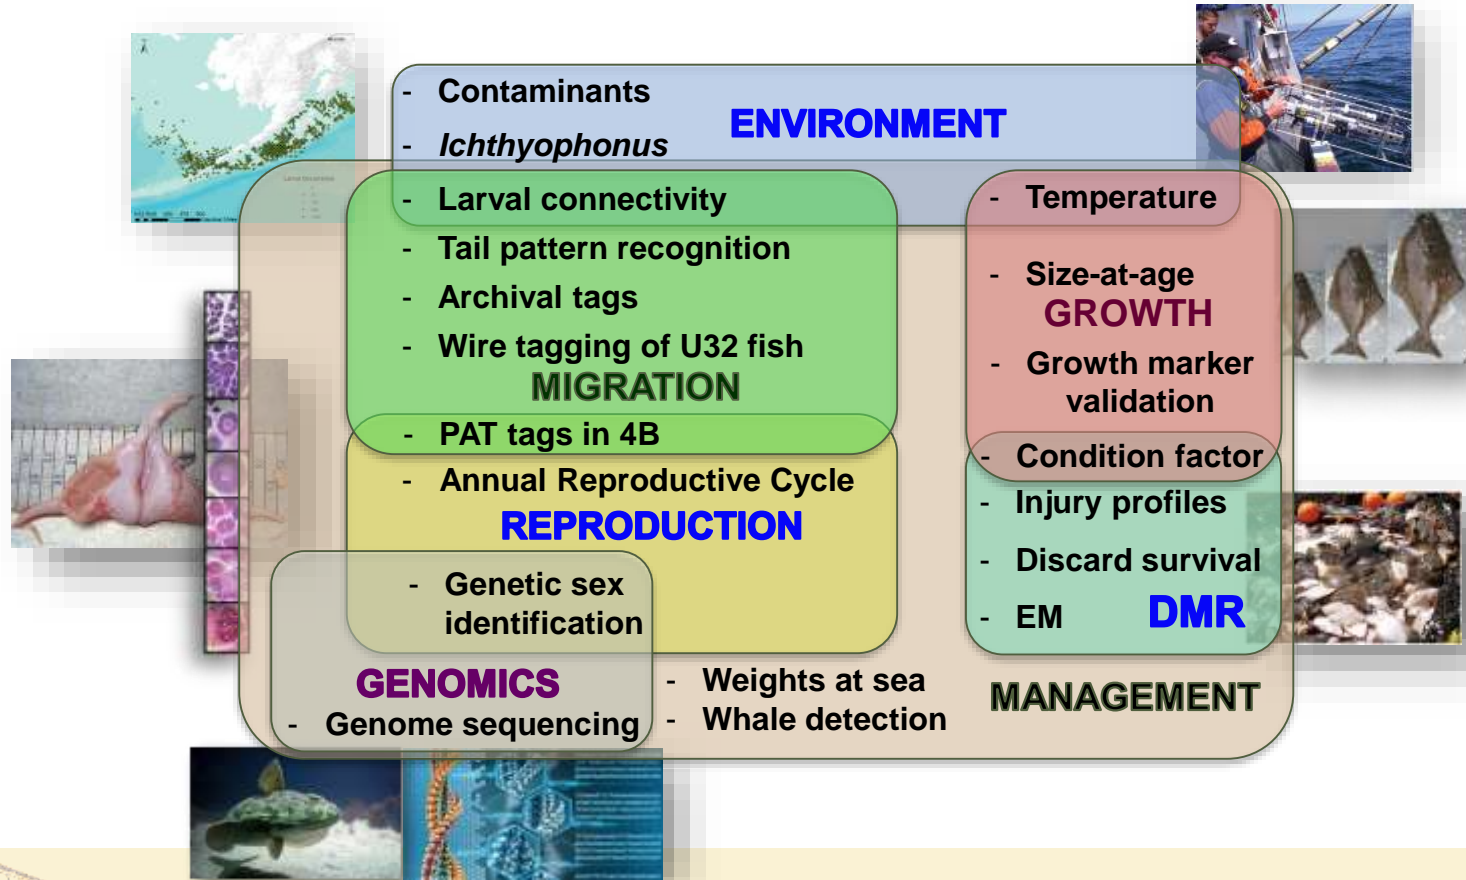 - Contaminants
ENVIRONMENT
- Ichthyophonus
- Larval connectivity
- Tail pattern recognition
- Archival tags
- Wire tagging of U32 fish
MIGRATION
- PAT tags in 4B
- Annual Reproductive Cycle
REPRODUCTION
- Genetic sex
identification
GENOMICS
- Genome sequencing
- Weights at sea
- Whale detection
- Temperature
- Size-at-age
GROWTH
- Growth marker
validation
- Condition factor
- Injury profiles
- Discard survival
- EM
DMR
MANAGEMENT